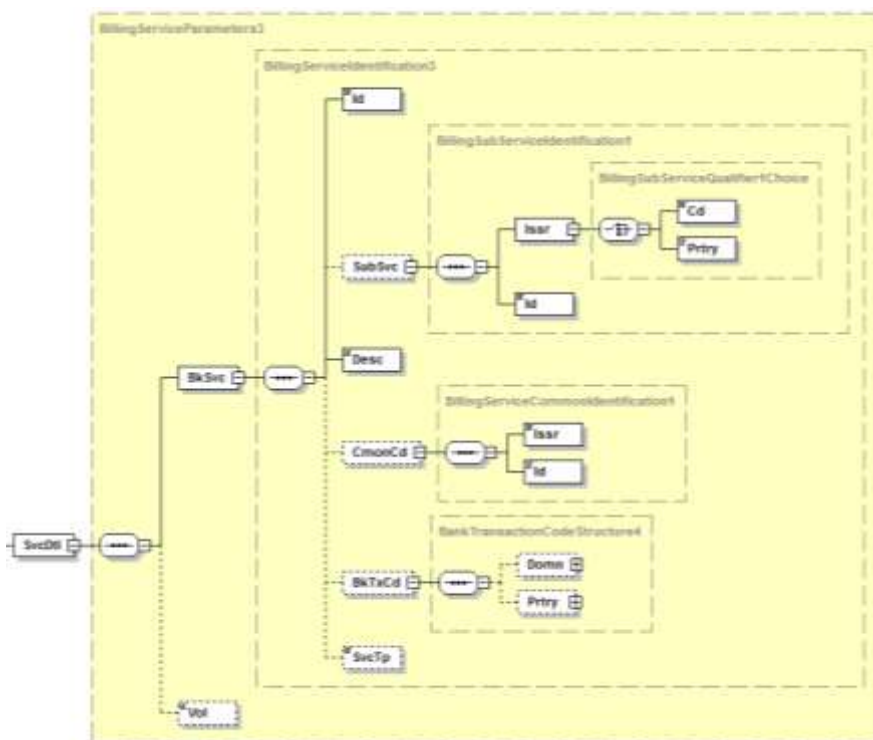 BillingServiceParameters3
BillingServiceIdentification3
Id
BillingSubServiceIdentification1
BillingSubServiceQualifier1Choice
Cd
Issr
Prtry
SubSvc
Id
Desc
BkSvc
BillingServiceCommonIdentification1
Issr
CmonCd
Id
BankTransactionCodeStructure4
SvcDtl
Domn
BkTxCd
Prtry
SvcTp
Vol